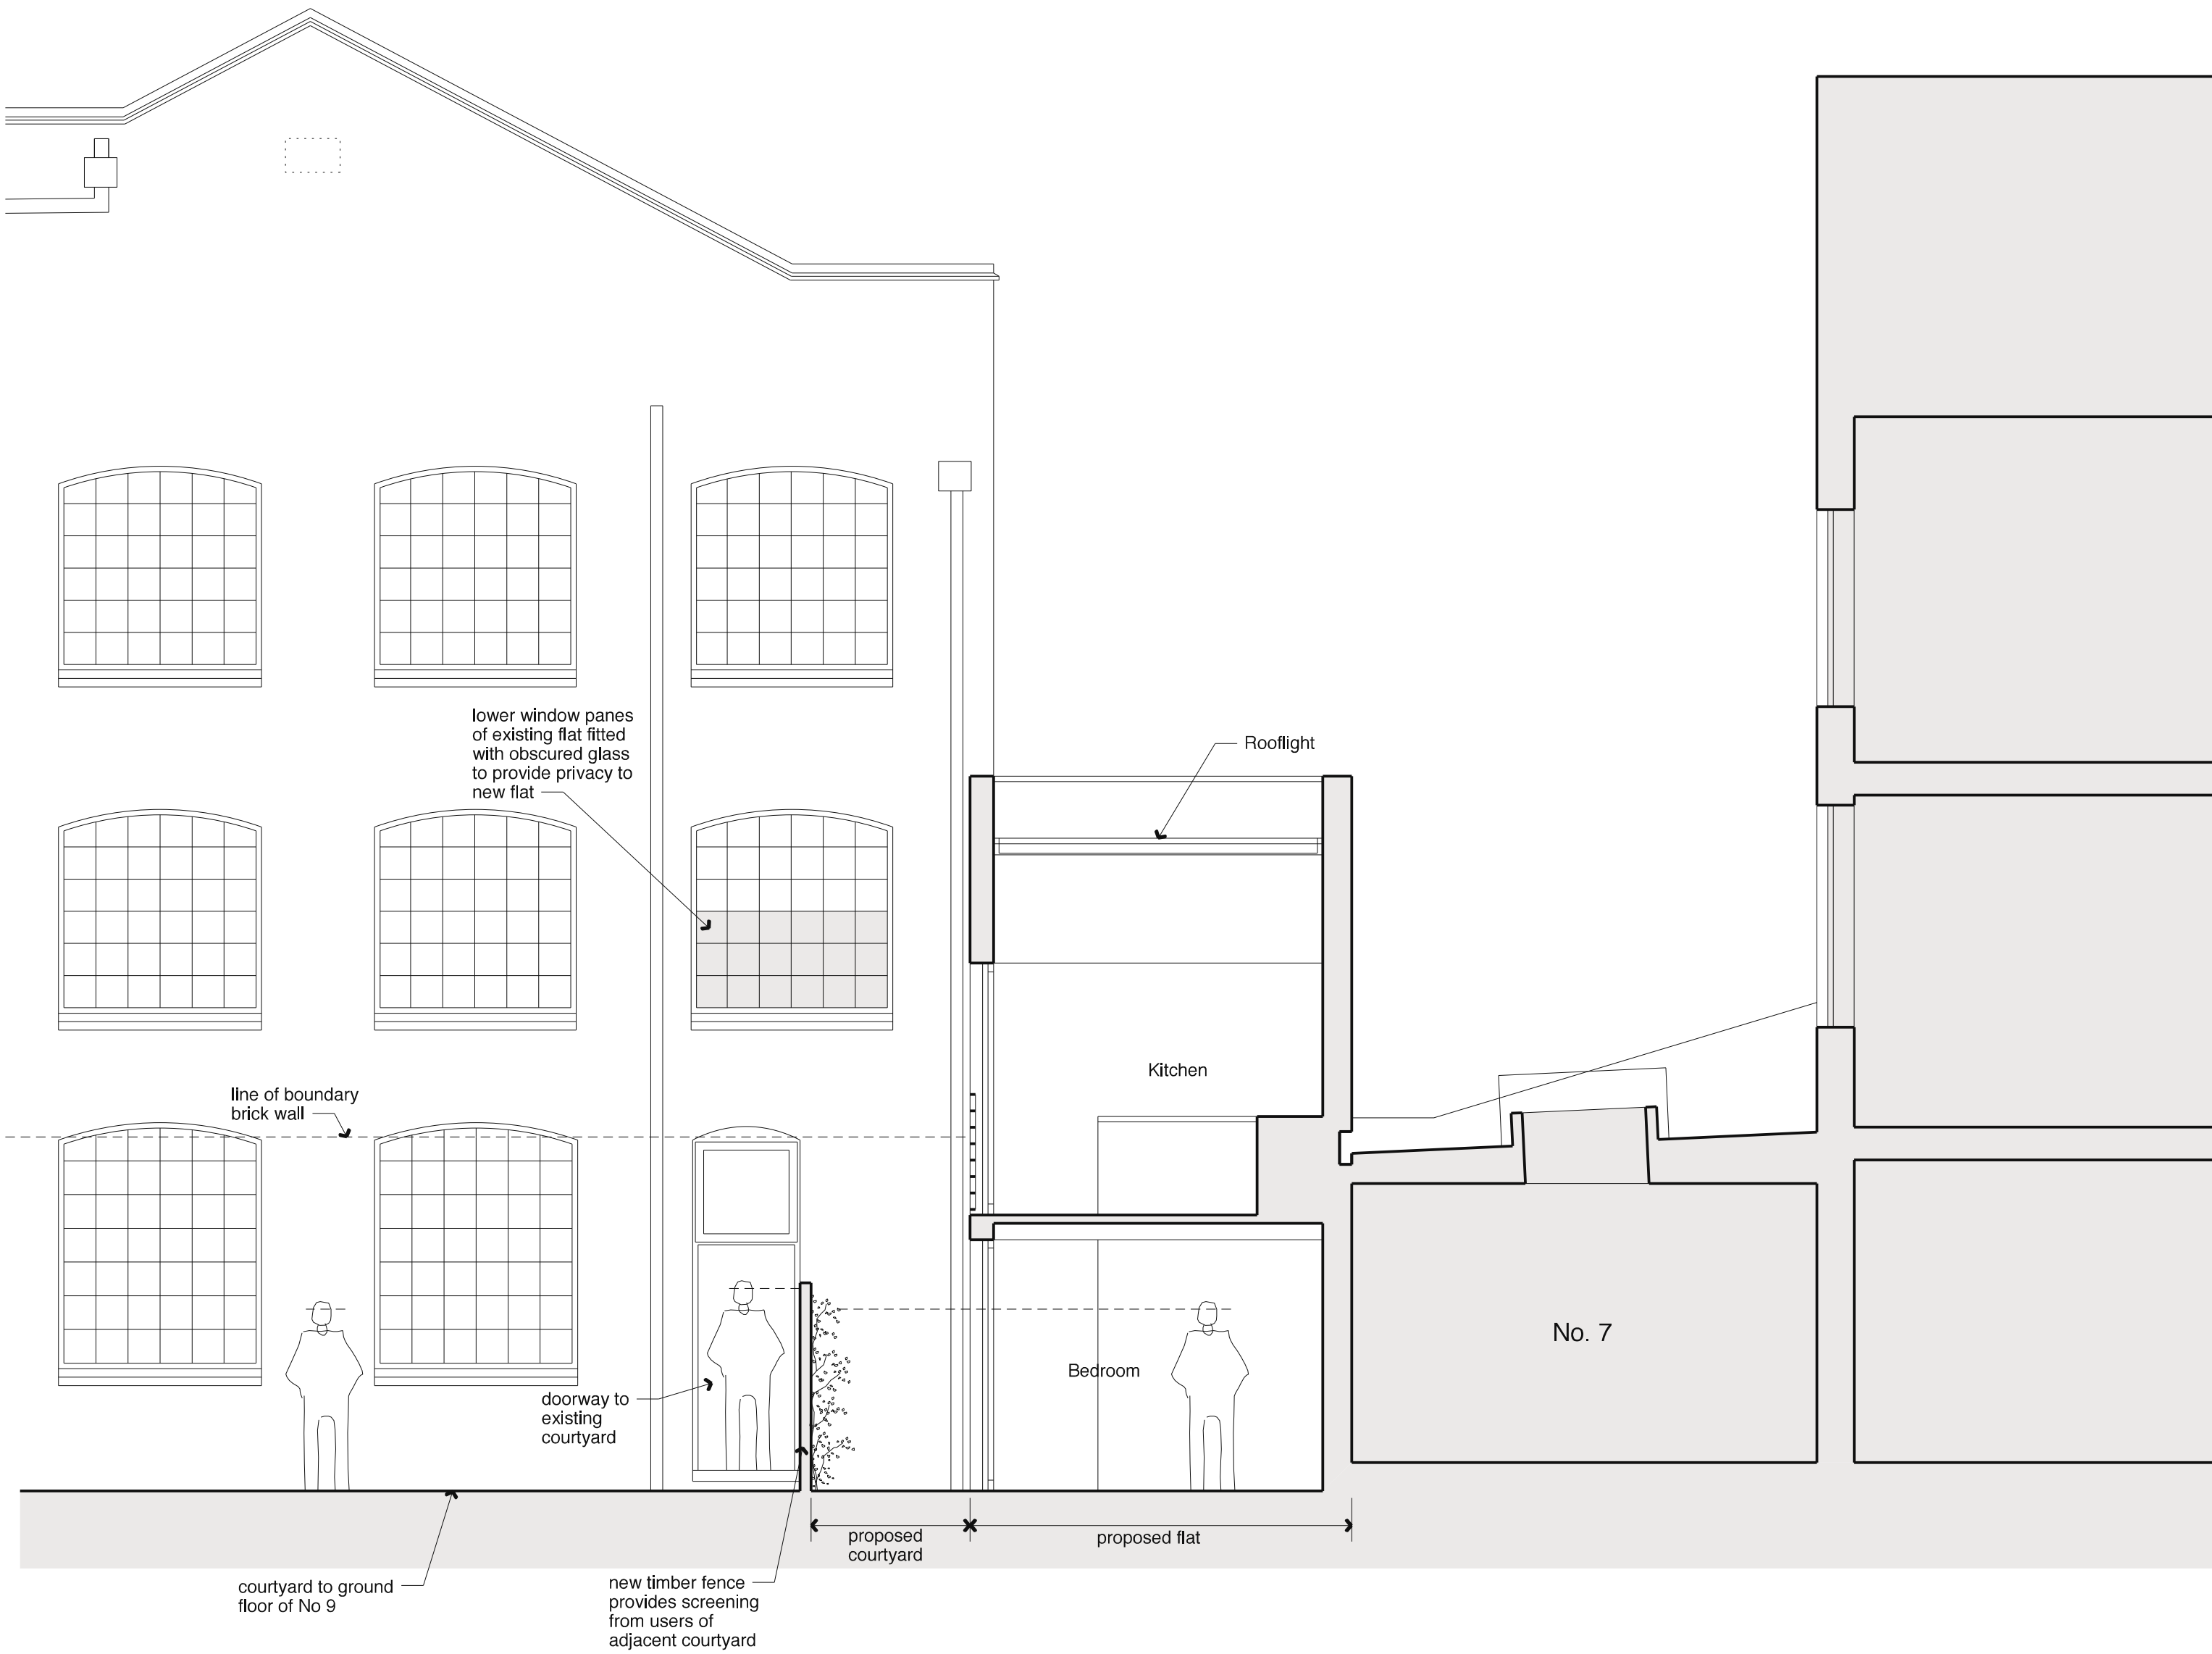 lower window panes
of existing flat fitted
with obscured glass
to provide privacy to
new flat
Rooflight
Kitchen
line of boundary
brick wall
No. 7
Bedroom
doorway to
existing
courtyard
proposed
courtyard
proposed flat
courtyard to ground
floor of No 9
new timber fence
provides screening
from users of
adjacent courtyard